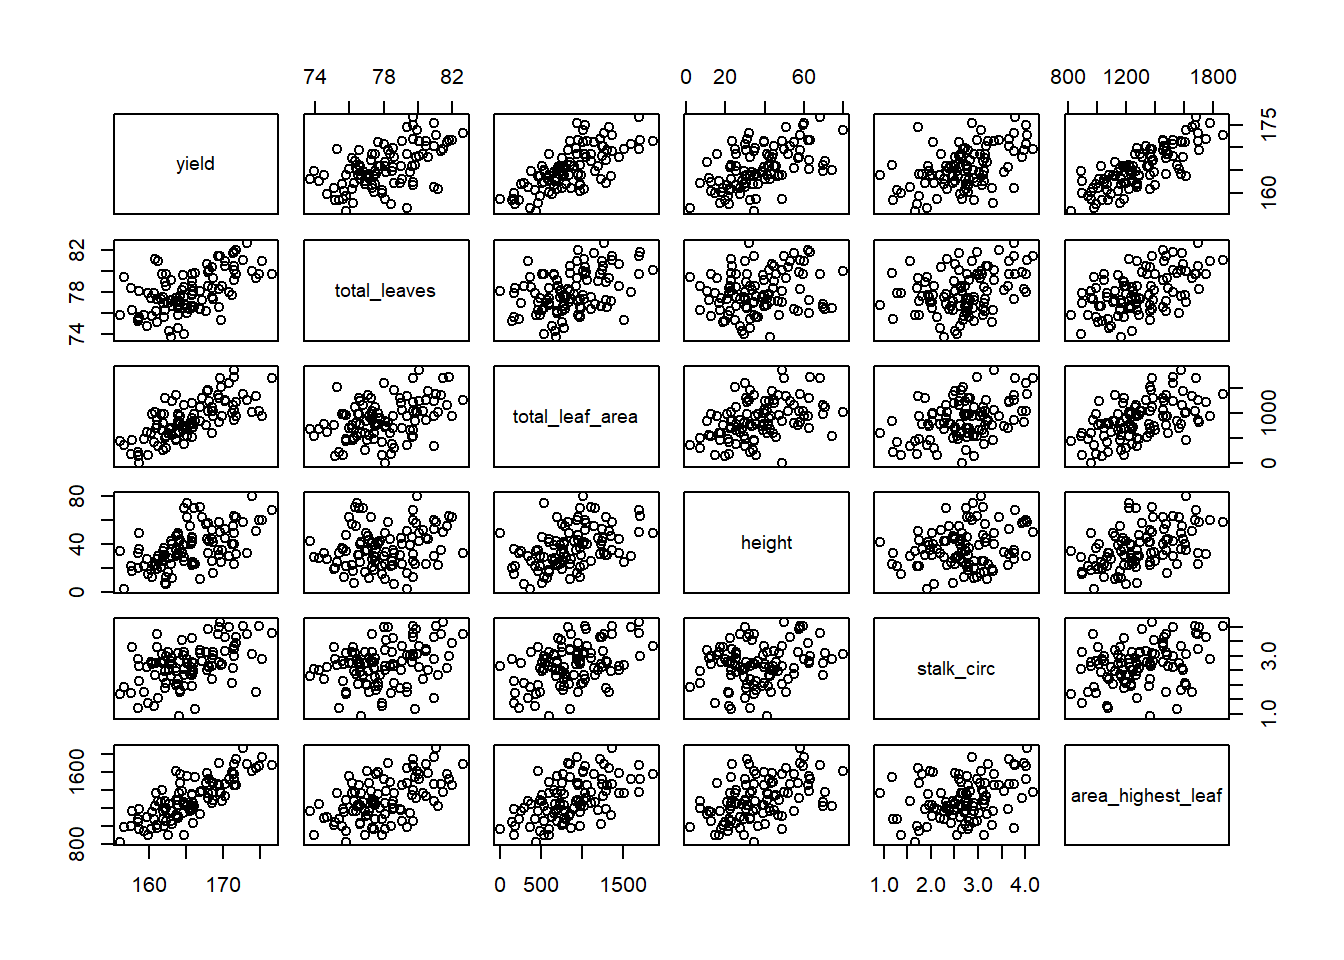 74 78 82 0 20 60 800 1200 1800
yield 160 175
74 78 82 total_leaves
total_leaf_area 0 1000
0 40 80 height
stalk_circ 1.0 3.0
800 1600 area_highest_leaf
160 170 0 500 1500 1.0 2.0 3.0 4.0